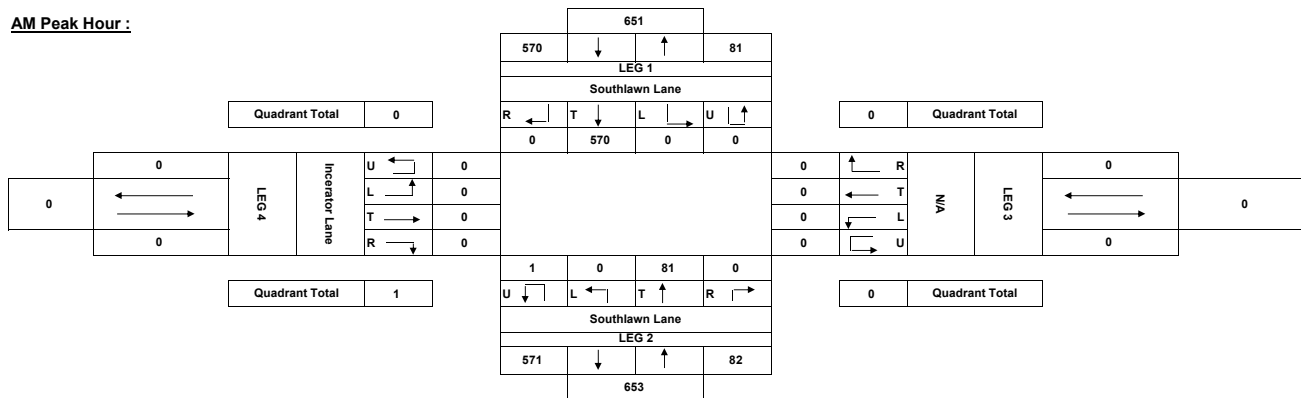 AM Peak Hour :
651
570 81
LEG 1
Southlawn Lane
Quadrant Total 0
R T L U
0 Quadrant Total
0 570 0 0
0
U 0
0 R
0
0
LEG 4
Incerator Lane
L 0
T 0
0 T
0 L
N/A
LEG 3
0
0
R 0
0 U
0
1 0 81 0
Quadrant Total 1
U L T R
0 Quadrant Total
Southlawn Lane
LEG 2
571 82
653